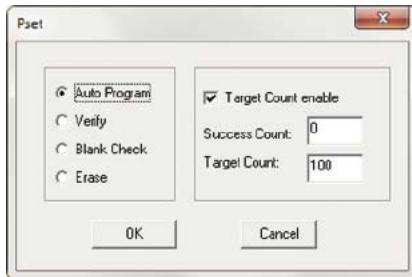 Pset
Auto Program
Verify
Blank Check
Erase
Target Count enable
Success Count: 0
Target Count: 100
OK
Cancel